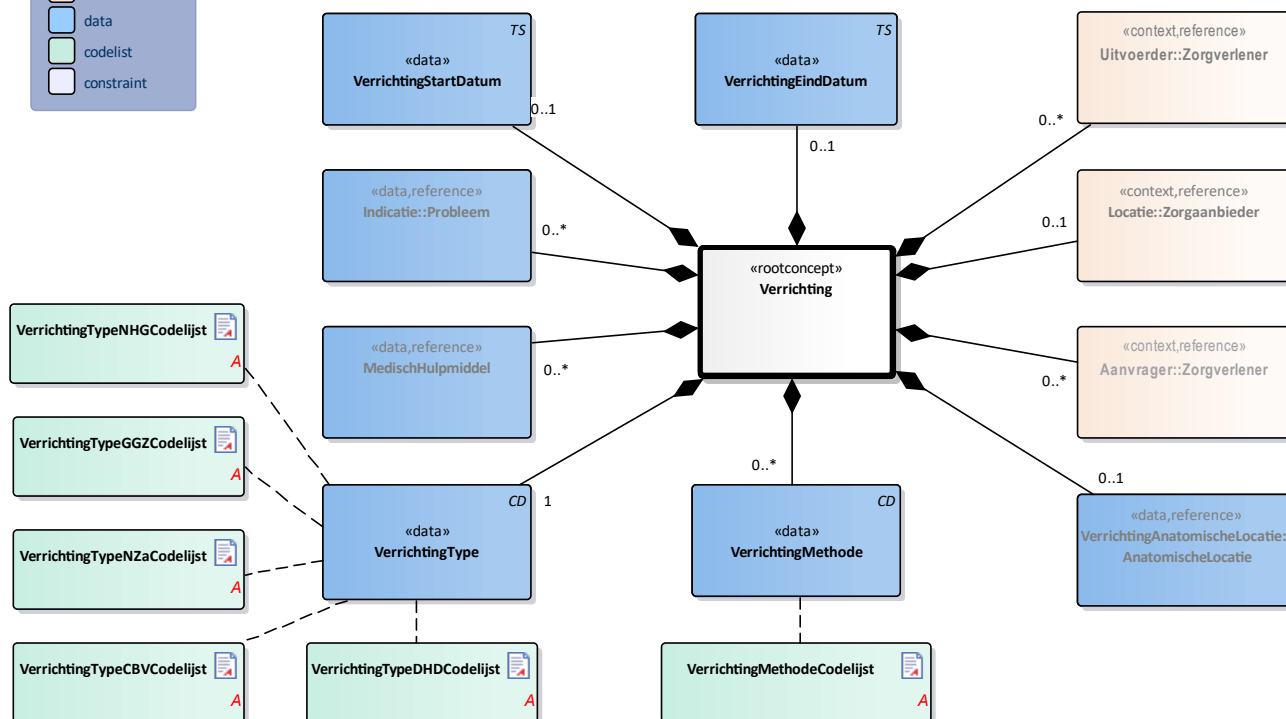 data
codelist
constraint
TS
«data»
VerrichtingStartDatum
0..1
TS
«data»
VerrichtingEindDatum
0..1
«context,reference»
Uitvoerder::Zorgverlener
0..*
«data,reference»
Indicatie::Probleem
0..*
«context,reference»
Locatie::Zorgaanbieder
0..1
«rootconcept»
Verrichting
VerrichtingTypeNHGCodelijst
A
«data,reference»
MedischHulpmiddel
0..*
«context,reference»
Aanvrager::Zorgverlener
0..*
VerrichtingTypeGGZCodelijst
A
CD
1
«data»
VerrichtingType
0..*
CD
«data»
VerrichtingMethode
0..1
«data,reference»
VerrichtingAnatomischeLocatie:
AnatomischeLocatie
VerrichtingTypeNZaCodelijst
A
VerrichtingTypeCBVCodelijst
A
VerrichtingTypeDHDCodelijst
A
VerrichtingMethodeCodelijst
A